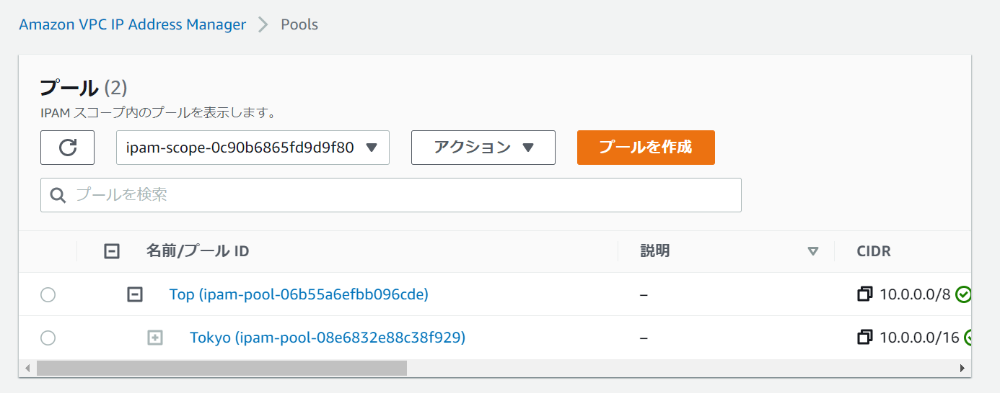 Amazon VPC IP Address Manager > Pools
プール (2)
IPAM スコープ内のプールを表示します。
ipam-scope-0c90b6865fd9d9f80 アクション プールを作成
プールを検索
名前/プール ID 説明 CIDR
Top (ipam-pool-06b55a6efbb096cde) – 10.0.0.0/8
Tokyo (ipam-pool-08e6832e88c38f929) – 10.0.0.0/16